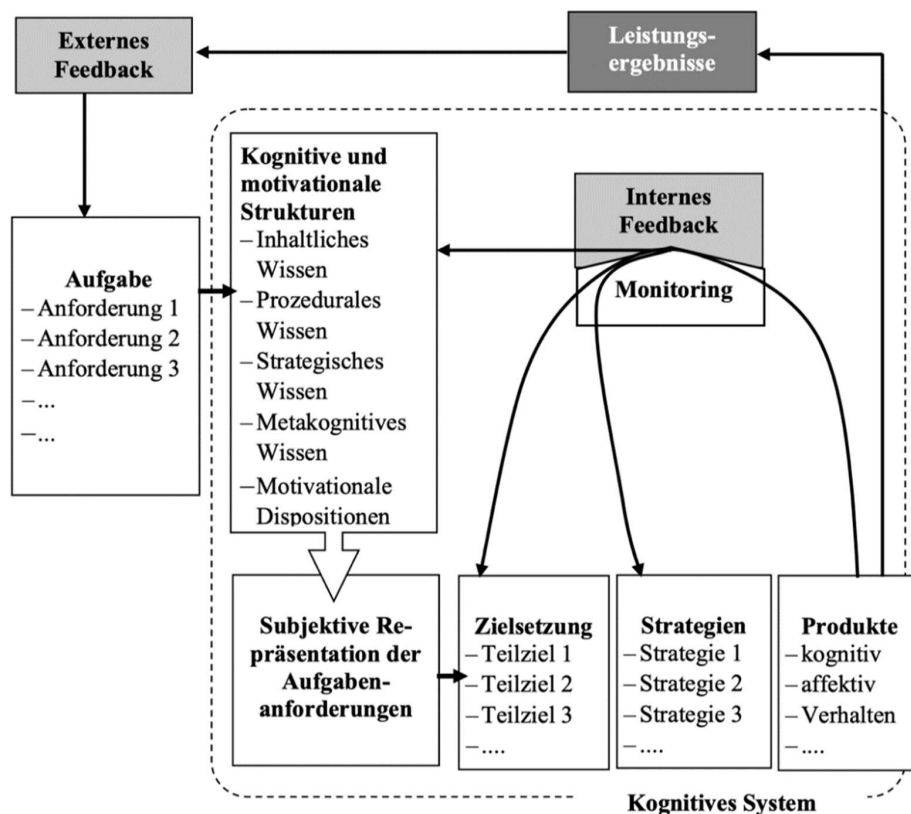 Externes
Feedback
Leistungs-
ergebnisse
Kognitive und
motivationale
Strukturen
– Inhaltliches
Wissen
– Prozedurales
Wissen
– Strategisches
Wissen
– Metakognitives
Wissen
– Motivationale
Dispositionen
Internes
Feedback
Monitoring
Aufgabe
– Anforderung 1
– Anforderung 2
– Anforderung 3
– ...
– ...
Subjektive Re-
präsentation der
Aufgaben-
anforderungen
Zielsetzung
– Teilziel 1
– Teilziel 2
– Teilziel 3
– ....
Strategien
– Strategie 1
– Strategie 2
– Strategie 3
– ....
Produkte
– kognitiv
– affektiv
– Verhalten
– ....
Kognitives System